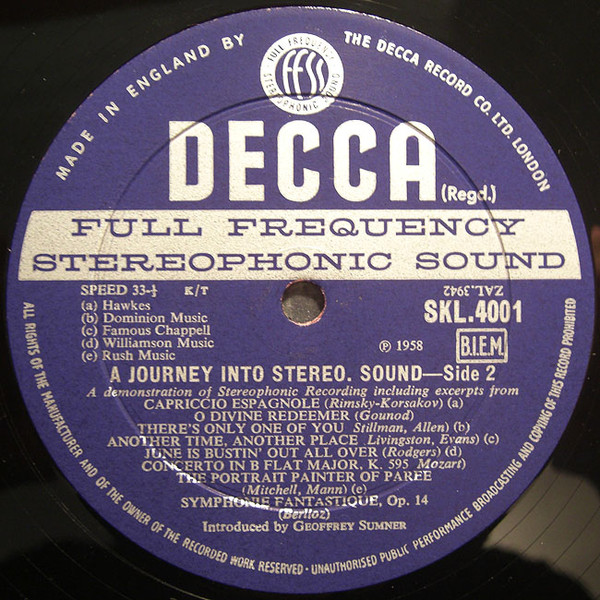 MADE IN ENGLAND BY
THE DECCA RECORD CO. LTD. LONDON
FULL FREQUENCY
FFSS
STEREOPHONIC SOUND
DECCA
(Regd.)
FULL FREQUENCY
STEREOPHONIC SOUND
SPEED 33-⅓ K/T
ZAL.3942
(a) Hawkes
(b) Dominion Music
(c) Famous Chappell
(d) Williamson Music
(e) Rush Music
SKL.4001
℗ 1958
B.I.E.M.
A JOURNEY INTO STEREO. SOUND—Side 2
A demonstration of Stereophonic Recording including excerpts from
CAPRICCIO ESPAGNOLE (Rimsky-Korsakov) (a)
O DIVINE REDEEMER (Gounod)
THERE'S ONLY ONE OF YOU Stillman, Allen) (b)
ANOTHER TIME, ANOTHER PLACE Livingston, Evans) (c)
JUNE IS BUSTIN' OUT ALL OVER (Rodgers) (d)
CONCERTO IN B FLAT MAJOR, K. 595 Mozart)
THE PORTRAIT PAINTER OF PAREE
(Mitchell, Mann) (e)
SYMPHONIE FANTASTIQUE, Op. 14
(Berlioz)
Introduced by GEOFFREY SUMNER
ALL RIGHTS OF THE MANUFACTURER AND OF THE OWNER OF THE RECORDED WORK RESERVED · UNAUTHORISED PUBLIC PERFORMANCE BROADCASTING AND COPYING OF THIS RECORD PROHIBITED